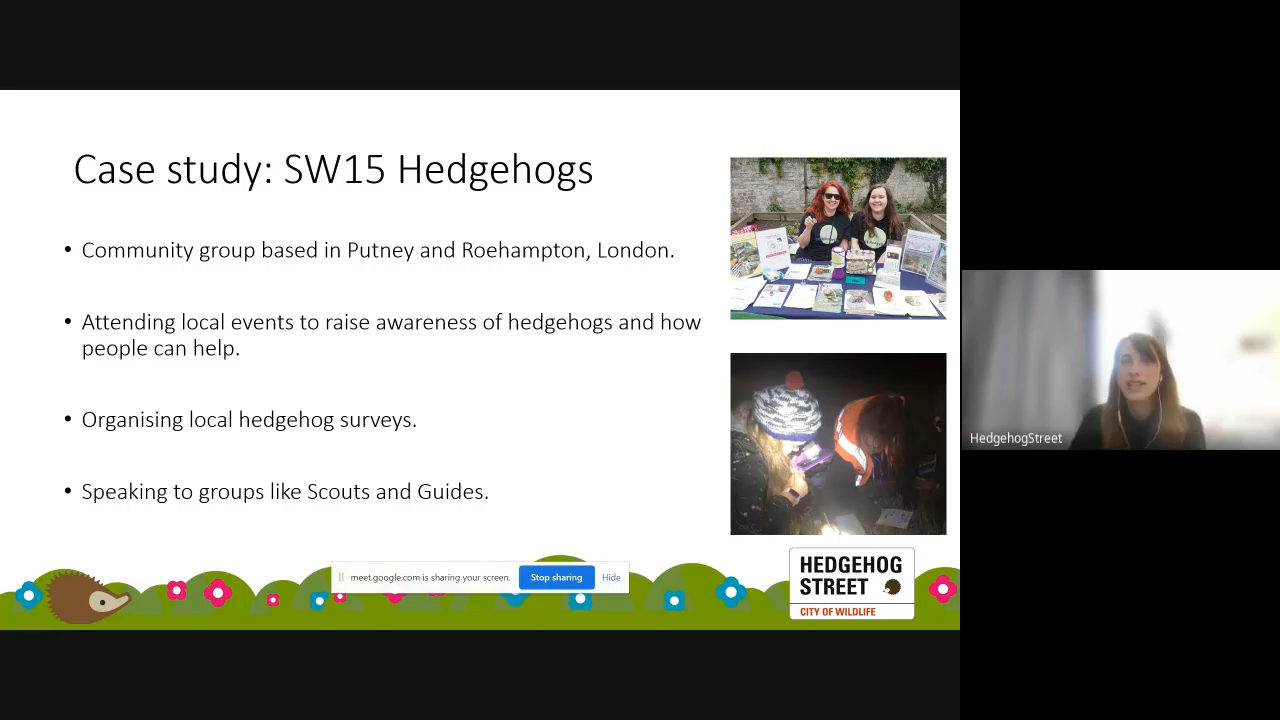 Case study: SW15 Hedgehogs
• Community group based in Putney and Roehampton, London.
• Attending local events to raise awareness of hedgehogs and how
people can help.
• Organising local hedgehog surveys.
• Speaking to groups like Scouts and Guides.
meet.google.com is sharing your screen. Stop sharing Hide
HEDGEHOG
STREET
CITY OF WILDLIFE
HedgehogStreet